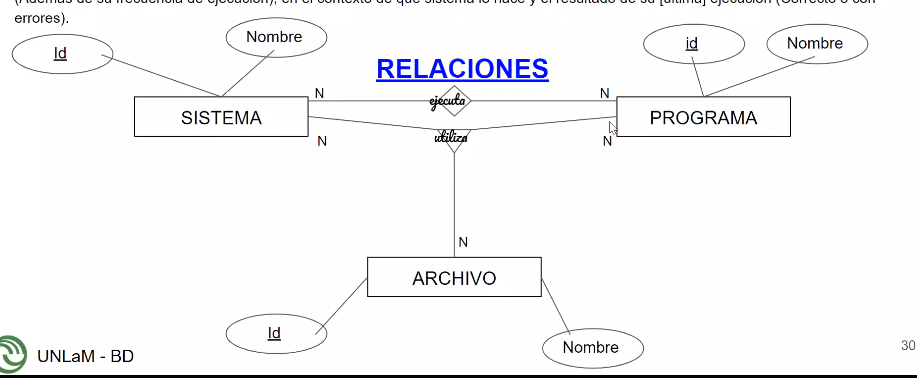 (Además de su frecuencia de ejecución), en el contexto de que sistema lo hace y el resultado de su [última] ejecución (Correcto o con
errores).
Id
Nombre
id
Nombre
RELACIONES
N
ejecuta
N
SISTEMA
PROGRAMA
N
utiliza
N
N
ARCHIVO
Id
Nombre
UNLaM - BD
30